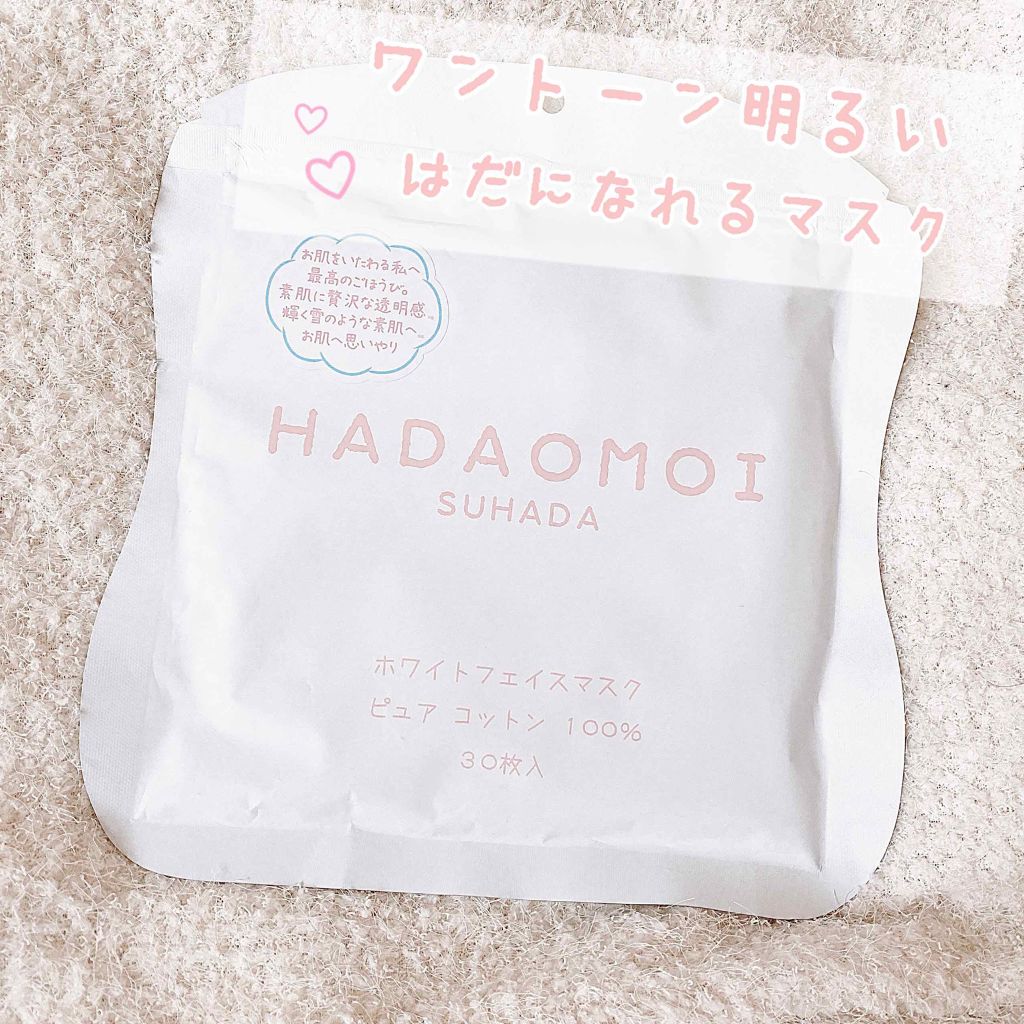 ワントーン明るい
♡
♡ はだになれるマスク
お肌をいたわる私へ
最高のごほうび。
素肌に贅沢な透明感
輝く雪のような素肌へ
お肌へ思いやり
HADAOMOI
SUHADA
ホワイトフェイスマスク
ピュア コットン 100%
30枚入